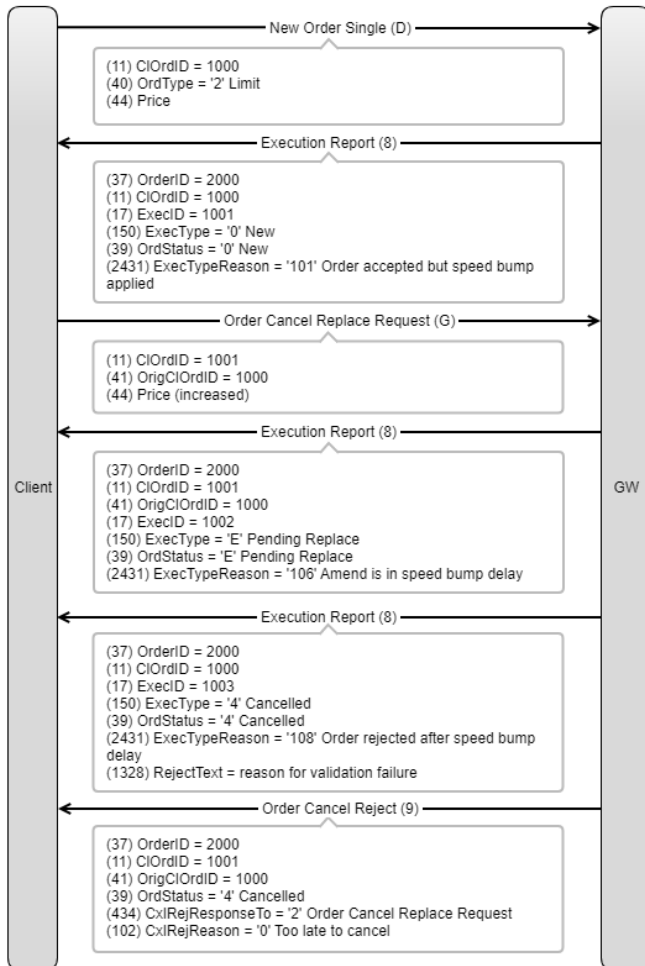 New Order Single (D)
(11) ClOrdID = 1000
(40) OrdType = '2' Limit
(44) Price
Execution Report (8)
(37) OrderID = 2000
(11) ClOrdID = 1000
(17) ExecID = 1001
(150) ExecType = '0' New
(39) OrdStatus = '0' New
(2431) ExecTypeReason = '101' Order accepted but speed bump
applied
Order Cancel Replace Request (G)
(11) ClOrdID = 1001
(41) OrigClOrdID = 1000
(44) Price (increased)
Execution Report (8)
(37) OrderID = 2000
(11) ClOrdID = 1001
(41) OrigClOrdID = 1000
(17) ExecID = 1002
(150) ExecType = 'E' Pending Replace
(39) OrdStatus = 'E' Pending Replace
(2431) ExecTypeReason = '106' Amend is in speed bump delay
Client
GW
Execution Report (8)
(37) OrderID = 2000
(11) ClOrdID = 1000
(17) ExecID = 1003
(150) ExecType = '4' Cancelled
(39) OrdStatus = '4' Cancelled
(2431) ExecTypeReason = '108' Order rejected after speed bump
delay
(1328) RejectText = reason for validation failure
Order Cancel Reject (9)
(37) OrderID = 2000
(11) ClOrdID = 1001
(41) OrigClOrdID = 1000
(39) OrdStatus = '4' Cancelled
(434) CxlRejResponseTo = '2' Order Cancel Replace Request
(102) CxlRejReason = '0' Too late to cancel